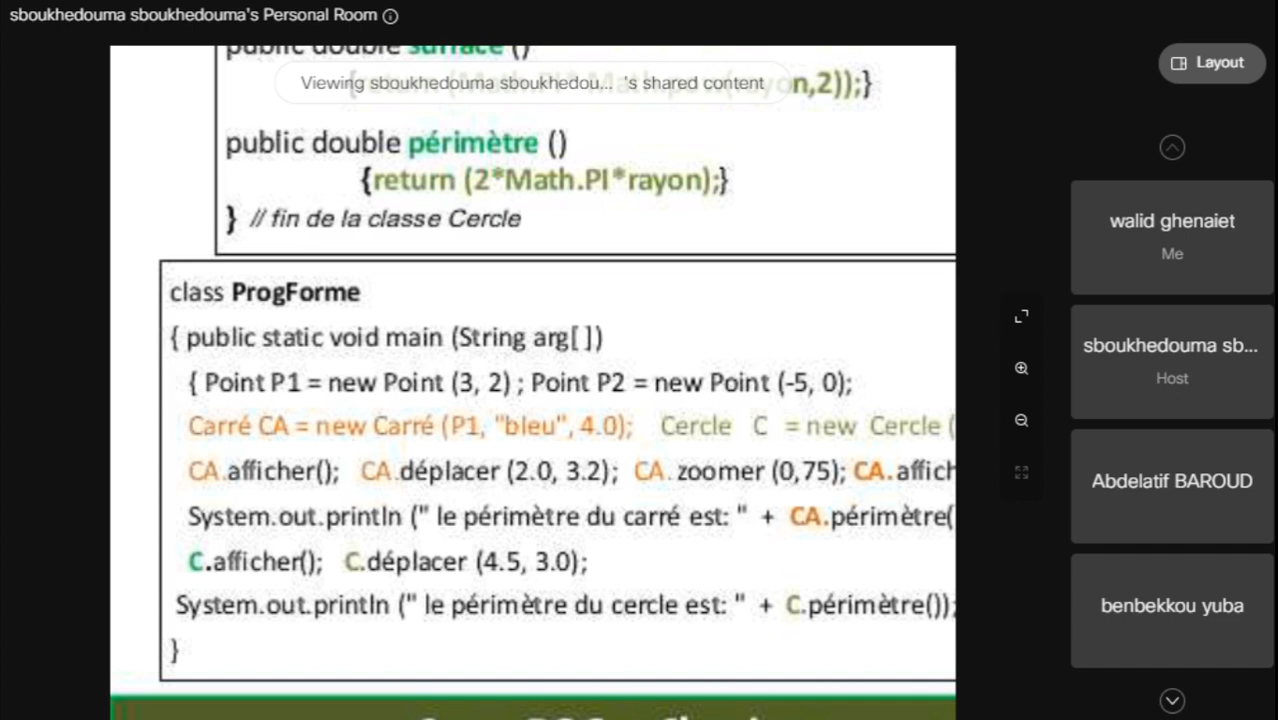 sboukhedouma sboukhedouma's Personal Room
public double surface ()
Viewing sboukhedouma sboukhedou... 's shared content
n,2));}
public double périmètre ()
{return (2*Math.PI*rayon);}
} // fin de la classe Cercle
class ProgForme
{ public static void main (String arg[ ])
{ Point P1 = new Point (3, 2) ; Point P2 = new Point (-5, 0);
Carré CA = new Carré (P1, "bleu", 4.0); Cercle C = new Cercle (
CA.afficher(); CA.déplacer (2.0, 3.2); CA. zoomer (0,75); CA.affich
System.out.println (" le périmètre du carré est: " + CA.périmètre(
C.afficher(); C.déplacer (4.5, 3.0);
System.out.println (" le périmètre du cercle est: " + C.périmètre());
}
Layout
walid ghenaiet
Me
sboukhedouma sb...
Host
Abdelatif BAROUD
benbekkou yuba